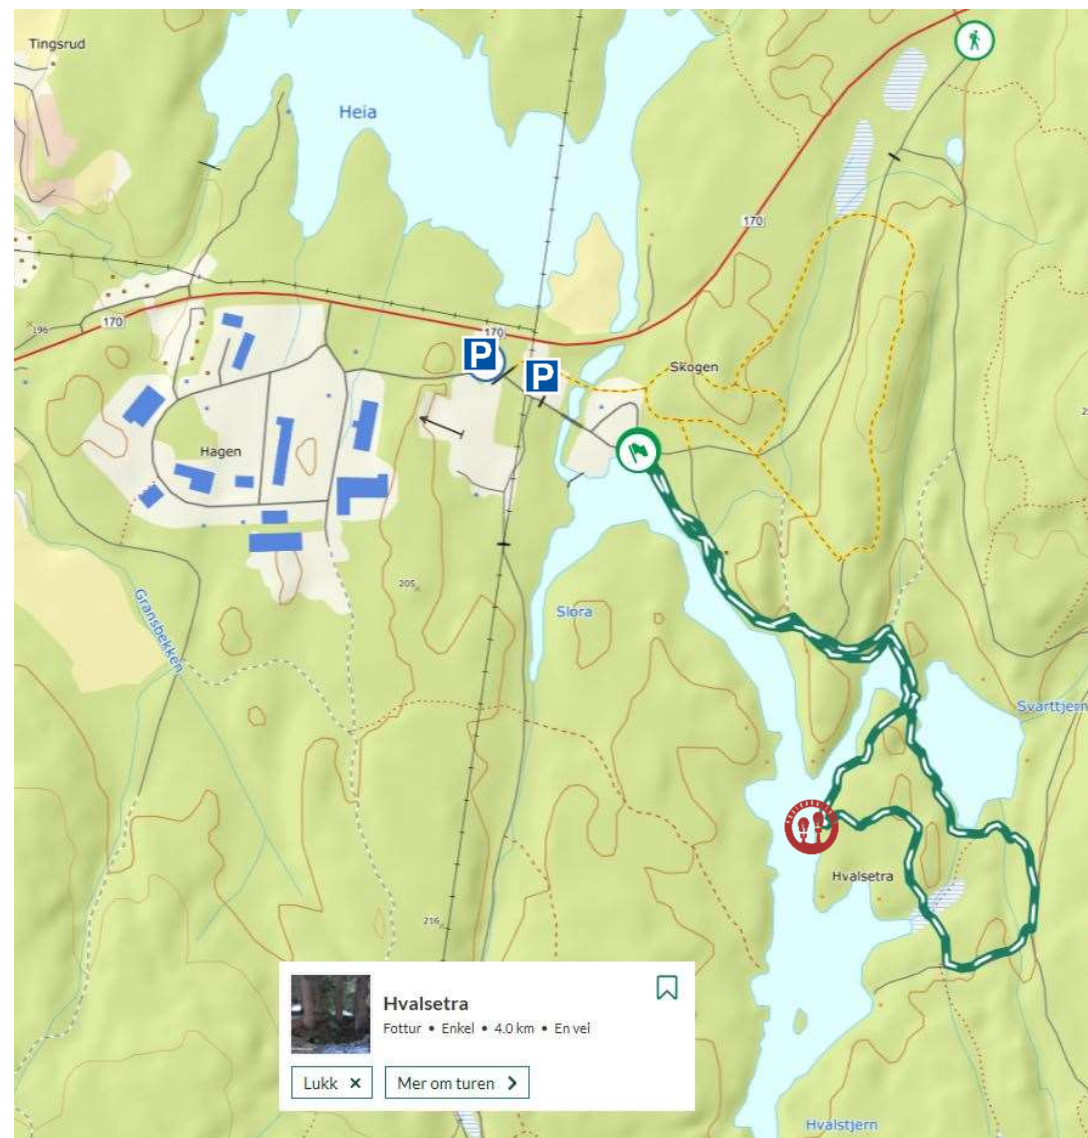 Tingsrud
Heia
170
196
170
170
P
P
Skogen
Hagen
205
Slora
Gransbekken
Svarttjern
Hvalsetra
216
Hvalsetra
Fottur • Enkel • 4.0 km • En vei
Lukk ×
Mer om turen >
Hvalstjern